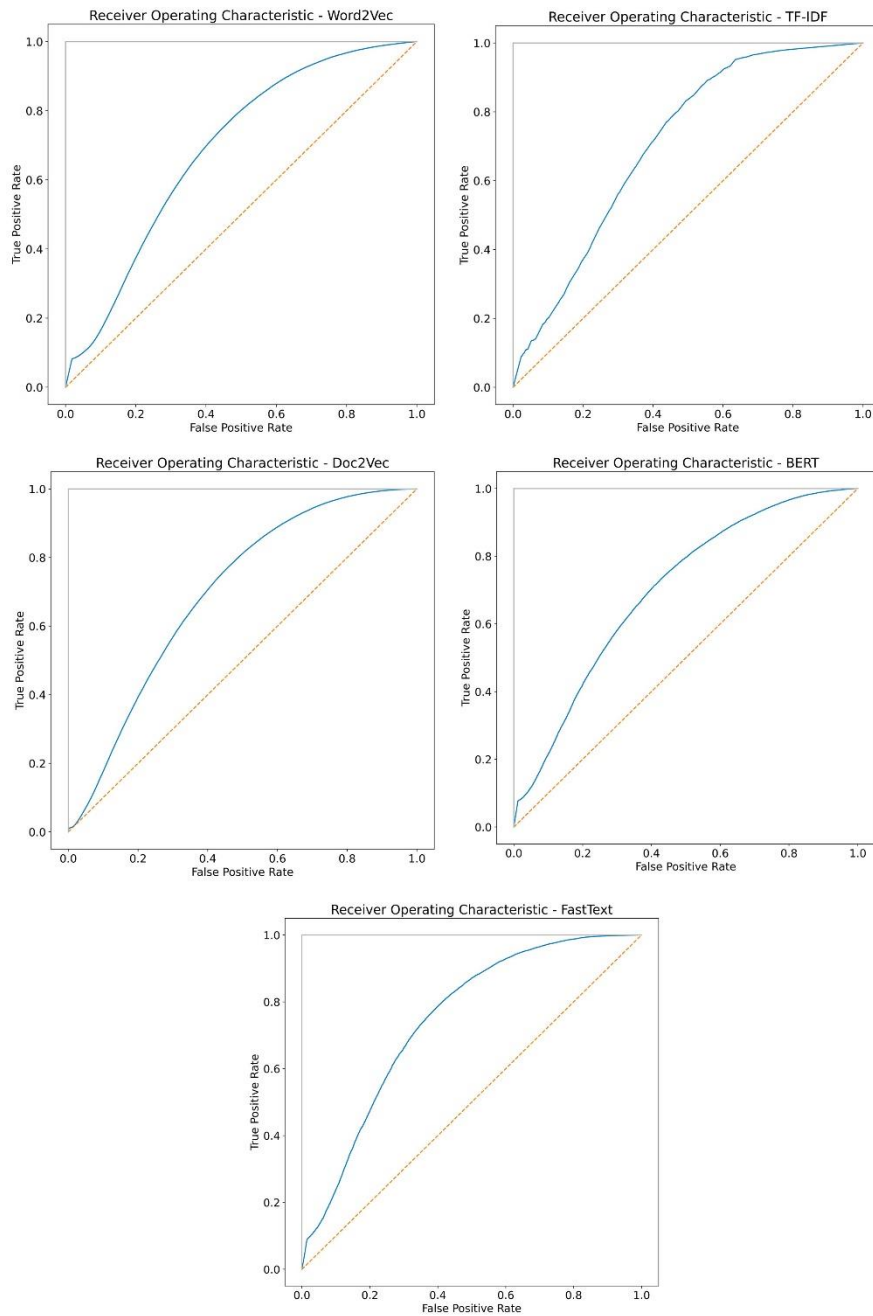 Receiver Operating Characteristic - Word2Vec
True Positive Rate
1.0
0.8
0.6
0.4
0.2
0.0
0.0 0.2 0.4 0.6 0.8 1.0
False Positive Rate
Receiver Operating Characteristic - TF-IDF
True Positive Rate
1.0
0.8
0.6
0.4
0.2
0.0
0.0 0.2 0.4 0.6 0.8 1.0
False Positive Rate
Receiver Operating Characteristic - Doc2Vec
True Positive Rate
1.0
0.8
0.6
0.4
0.2
0.0
0.0 0.2 0.4 0.6 0.8 1.0
False Positive Rate
Receiver Operating Characteristic - BERT
True Positive Rate
1.0
0.8
0.6
0.4
0.2
0.0
0.0 0.2 0.4 0.6 0.8 1.0
False Positive Rate
Receiver Operating Characteristic - FastText
True Positive Rate
1.0
0.8
0.6
0.4
0.2
0.0
0.0 0.2 0.4 0.6 0.8 1.0
False Positive Rate